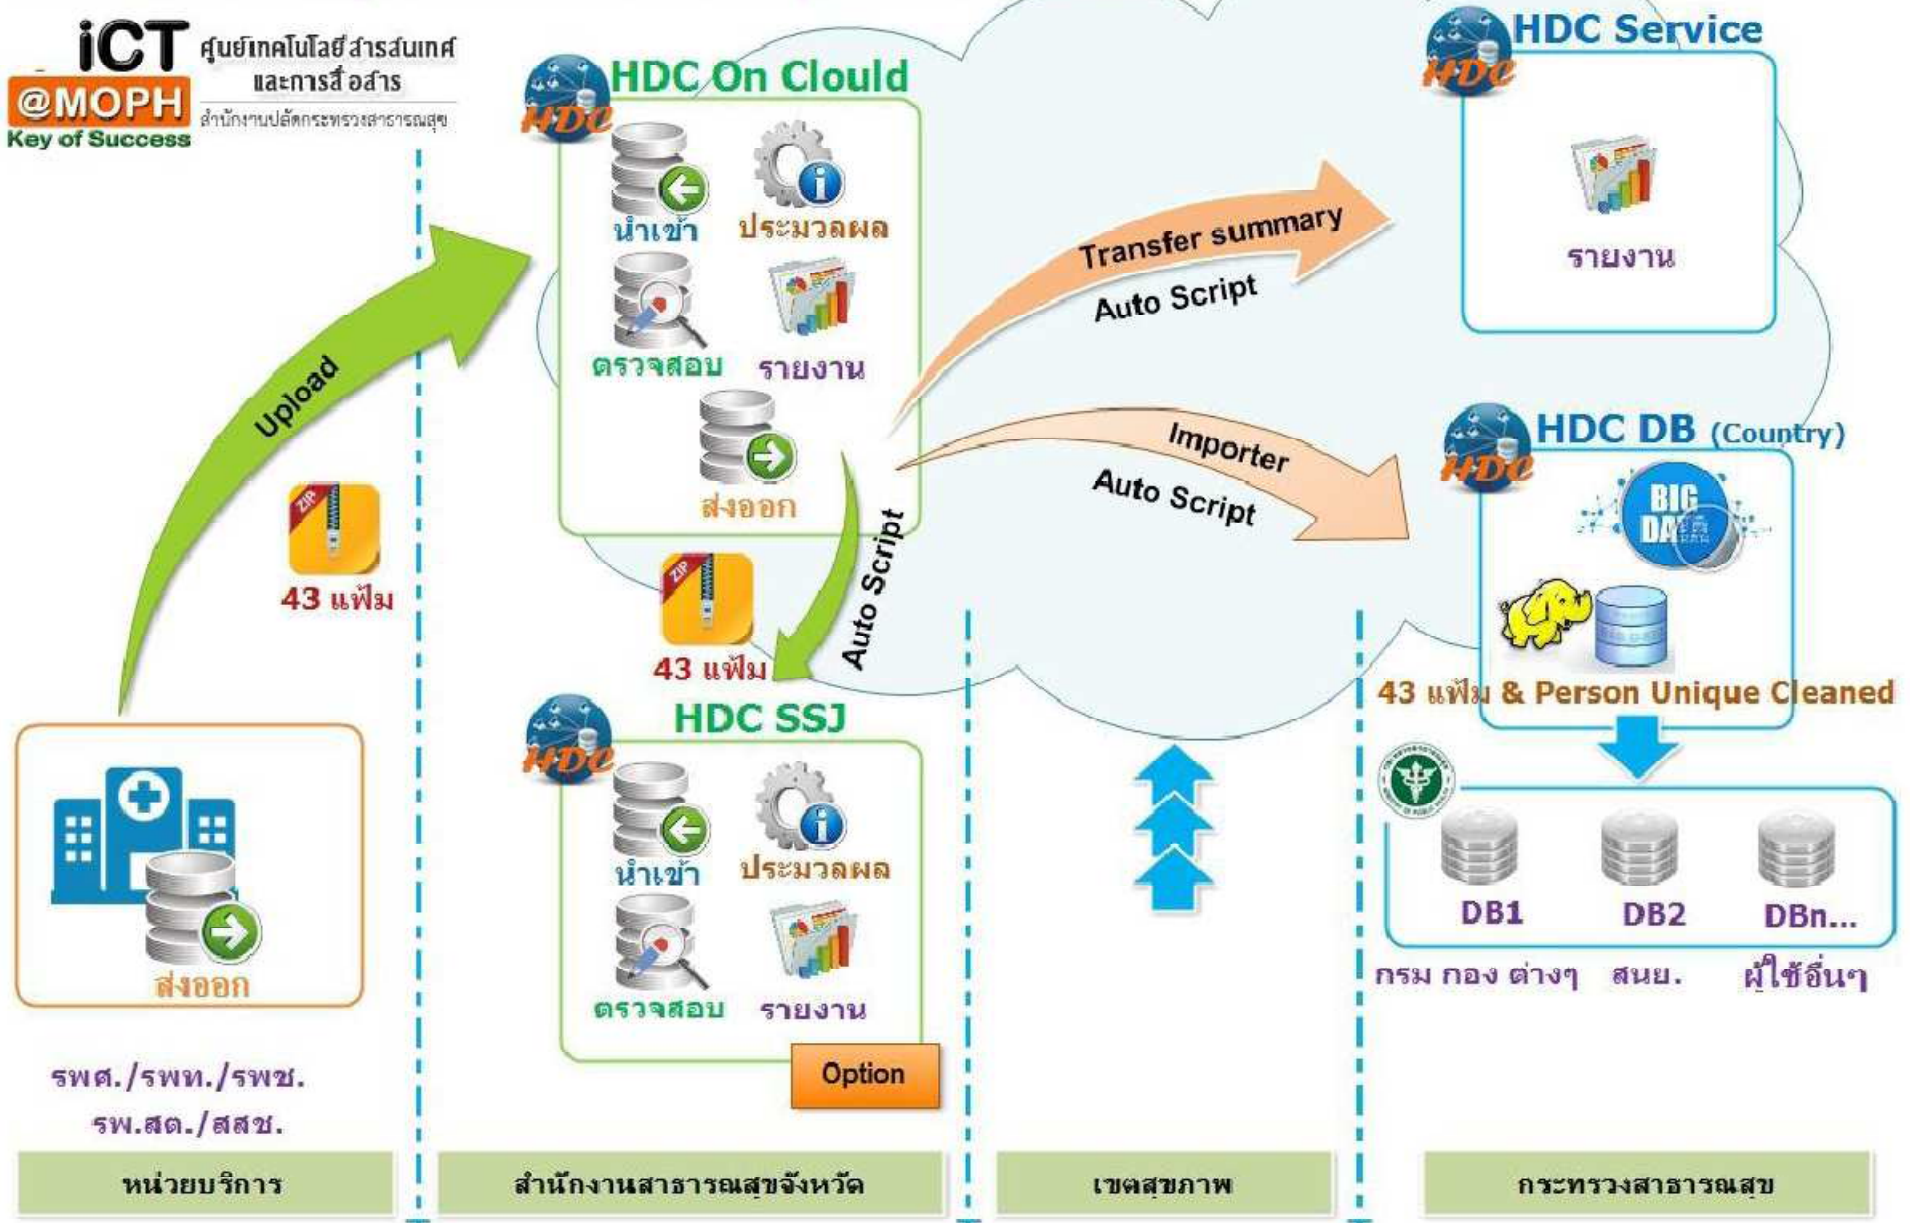 iCT
@MOPH
Key of Success
ศูนย์เทคโนโลยีสารสนเทศ
และการสื่อสาร
สำนักงานปลัดกระทรวงสาธารณสุข
HDC On Clould
HDC
นำเข้า
ประมวลผล
ตรวจสอบ
รายงาน
ส่งออก
HDC Service
HDC
รายงาน
Transfer summary
Auto Script
Upload
ZIP
43 แฟ้ม
Importer
Auto Script
HDC DB (Country)
HDC
BIG
43 แฟ้ม & Person Unique Cleaned
Auto Script
ZIP
43 แฟ้ม
HDC SSJ
HDC
นำเข้า
ประมวลผล
ตรวจสอบ
รายงาน
Option
ส่งออก
รพศ./รพท./รพช.
รพ.สต./สสช.
DB1
DB2
DBn...
กรม กอง ต่างๆ
สนย.
ผู้ใช้อื่นๆ
หน่วยบริการ
สำนักงานสาธารณสุขจังหวัด
เขตสุขภาพ
กระทรวงสาธารณสุข